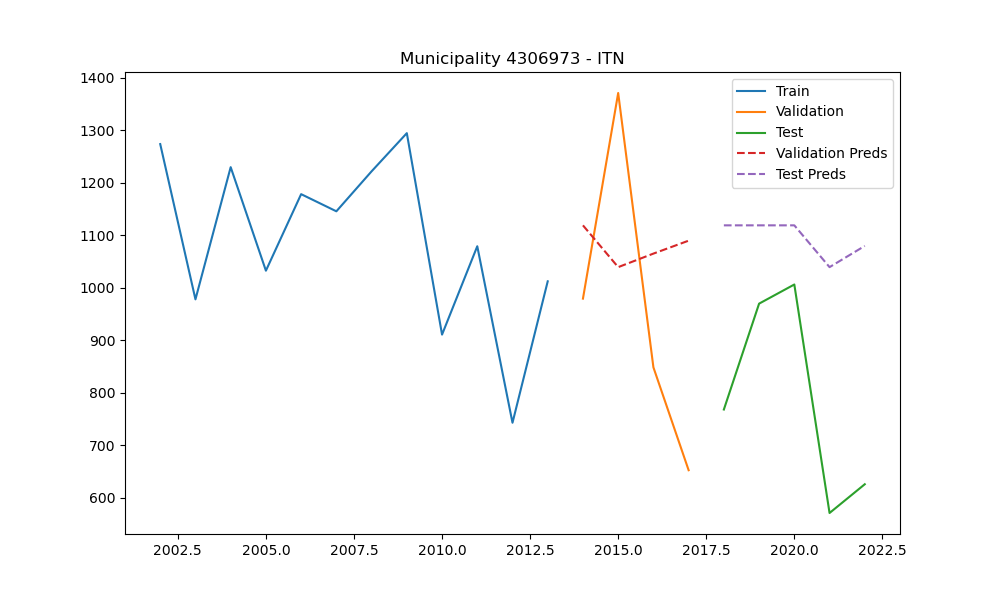 Municipality 4306973 - ITN
1400
1300
1200
1100
1000
900
800
700
600
Train
Validation
Test
Validation Preds
Test Preds
2002.5 2005.0 2007.5 2010.0 2012.5 2015.0 2017.5 2020.0 2022.5